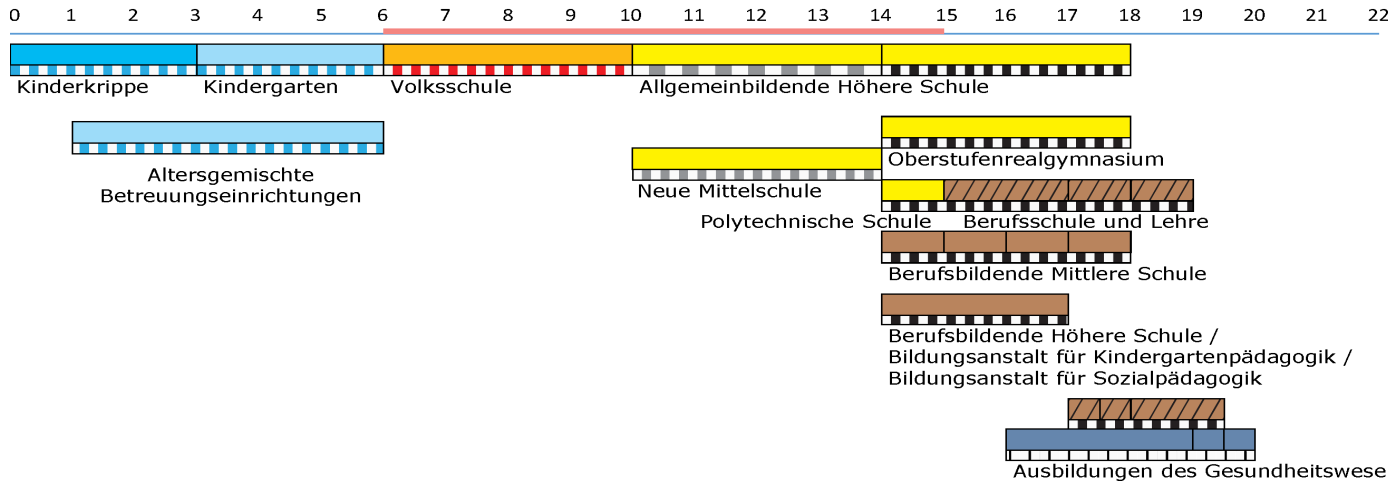 0 1 2 3 4 5 6 7 8 9 10 11 12 13 14 15 16 17 18 19 20 22
Kinderkrippe Kindergarten Volksschule Allgemeinbildende Höhere Schule
Oberstufenrealgymnasium
Altersgemischte
Betreuungseinrichtungen
Neue Mittelschule
Polytechnische Schule Berufsschule und Lehre
Berufsbildende Mittlere Schule
Berufsbildende Höhere Schule /
Bildungsanstalt für Kindergartenpädagogik /
Bildungsanstalt für Sozialpädagogik
Ausbildungen des Gesundheitswese